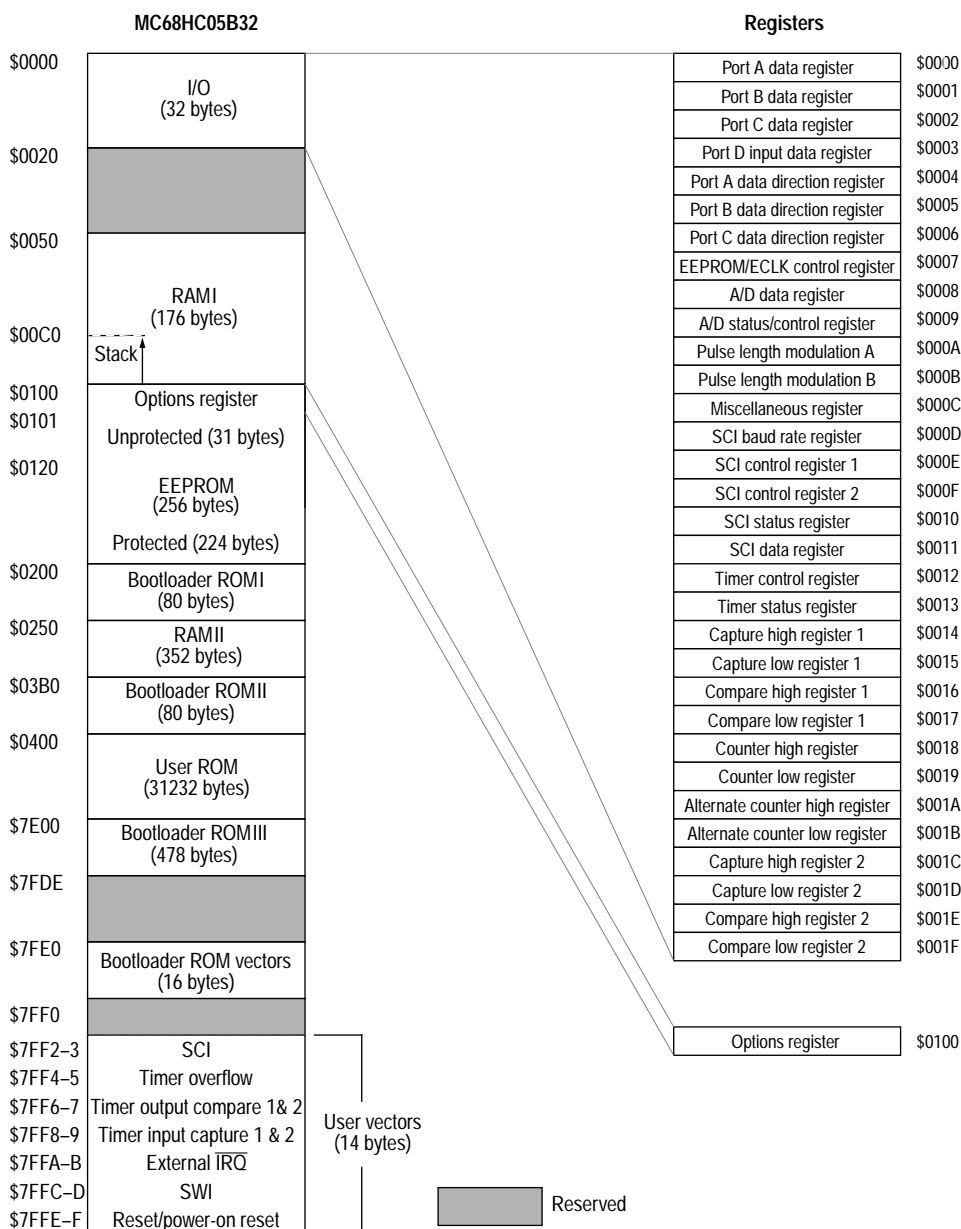 MC68HC05B32
$0000
I/O
(32 bytes)
$0020
$0050
RAMI
(176 bytes)
$00C0
Stack
$0100
Options register
$0101
Unprotected (31 bytes)
$0120
EEPROM
(256 bytes)
Protected (224 bytes)
$0200
Bootloader ROMI
(80 bytes)
$0250
RAMII
(352 bytes)
$03B0
Bootloader ROMII
(80 bytes)
$0400
User ROM
(31232 bytes)
$7E00
Bootloader ROMIII
(478 bytes)
$7FDE
$7FE0
Bootloader ROM vectors
(16 bytes)
$7FF0
$7FF2–3 SCI
$7FF4–5 Timer overflow
$7FF6–7 Timer output compare 1& 2
$7FF8–9 Timer input capture 1 & 2
$7FFA–B External IRQ
$7FFC–D SWI
$7FFE–F Reset/power-on reset
User vectors
(14 bytes)
Reserved
Registers
Port A data register $0000
Port B data register $0001
Port C data register $0002
Port D input data register $0003
Port A data direction register $0004
Port B data direction register $0005
Port C data direction register $0006
EEPROM/ECLK control register $0007
A/D data register $0008
A/D status/control register $0009
Pulse length modulation A $000A
Pulse length modulation B $000B
Miscellaneous register $000C
SCI baud rate register $000D
SCI control register 1 $000E
SCI control register 2 $000F
SCI status register $0010
SCI data register $0011
Timer control register $0012
Timer status register $0013
Capture high register 1 $0014
Capture low register 1 $0015
Compare high register 1 $0016
Compare low register 1 $0017
Counter high register $0018
Counter low register $0019
Alternate counter high register $001A
Alternate counter low register $001B
Capture high register 2 $001C
Capture low register 2 $001D
Compare high register 2 $001E
Compare low register 2 $001F
Options register $0100